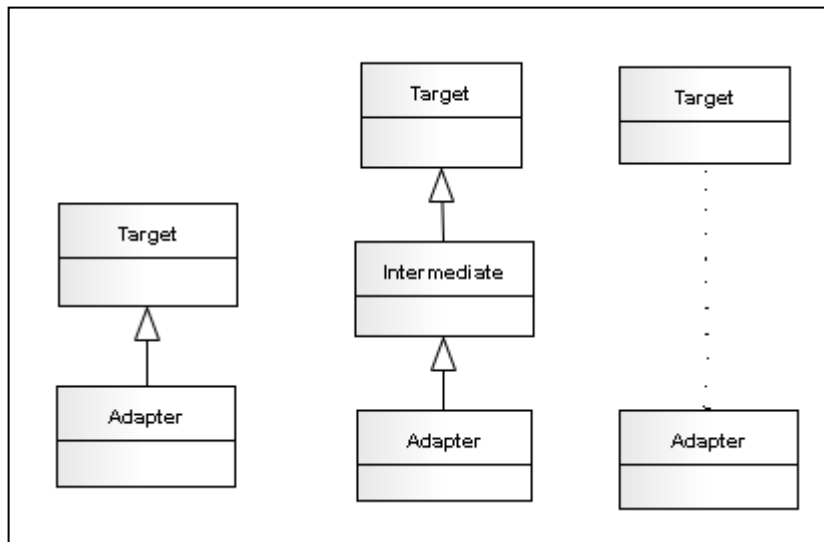 Target
Adapter
Target
Intermediate
Adapter
Target
Adapter